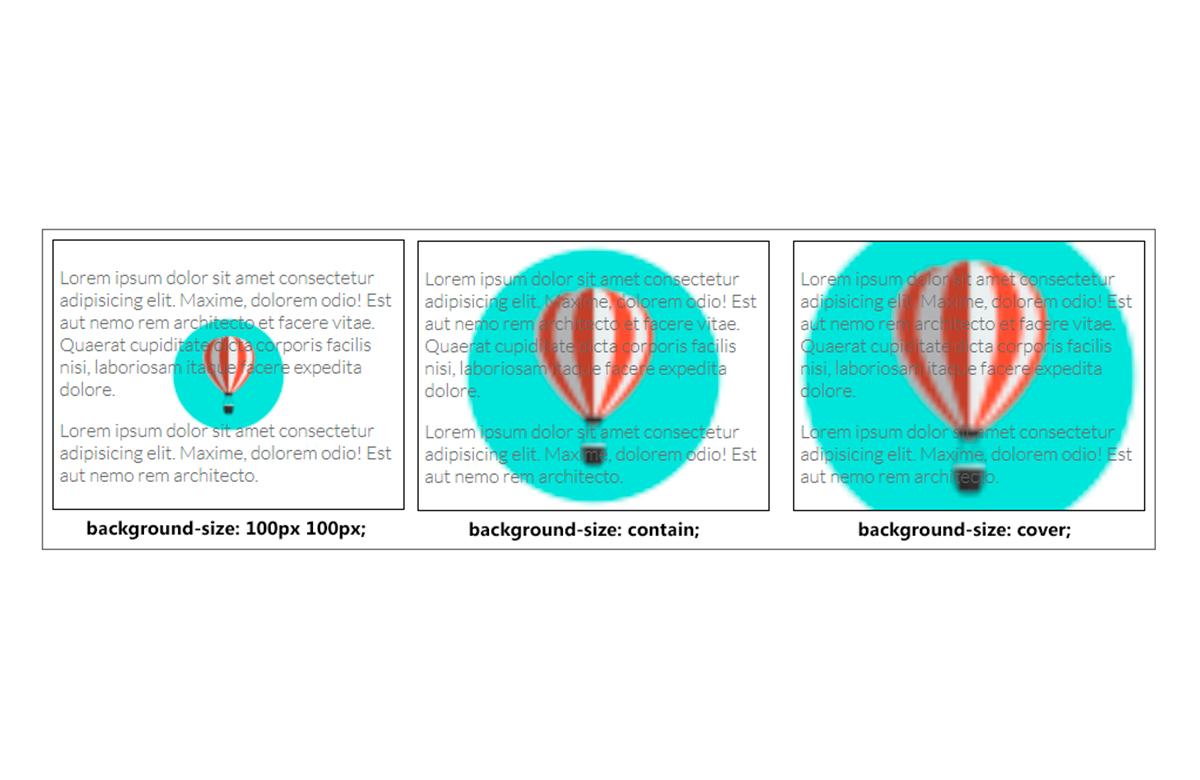 Lorem ipsum dolor sit amet consectetur
adipisicing elit. Maxime, dolorem odio! Est
aut nemo rem architecto et facere vitae.
Quaerat cupiditate dicta corporis facilis
nisi, laboriosam itaque facere expedita
dolore.
Lorem ipsum dolor sit amet consectetur
adipisicing elit. Maxime, dolorem odio! Est
aut nemo rem architecto.
background-size: 100px 100px;
Lorem ipsum dolor sit amet consectetur
adipisicing elit. Maxime, dolorem odio! Est
aut nemo rem architecto et facere vitae.
Quaerat cupiditate dicta corporis facilis
nisi, laboriosam itaque facere expedita
dolore.
Lorem ipsum dolor sit amet consectetur
adipisicing elit. Maxime, dolorem odio! Est
aut nemo rem architecto.
background-size: contain;
Lorem ipsum dolor sit amet consectetur
adipisicing elit. Maxime, dolorem odio! Est
aut nemo rem architecto et facere vitae.
Quaerat cupiditate dicta corporis facilis
nisi, laboriosam itaque facere expedita
dolore.
Lorem ipsum dolor sit amet consectetur
adipisicing elit. Maxime, dolorem odio! Est
aut nemo rem architecto.
background-size: cover;